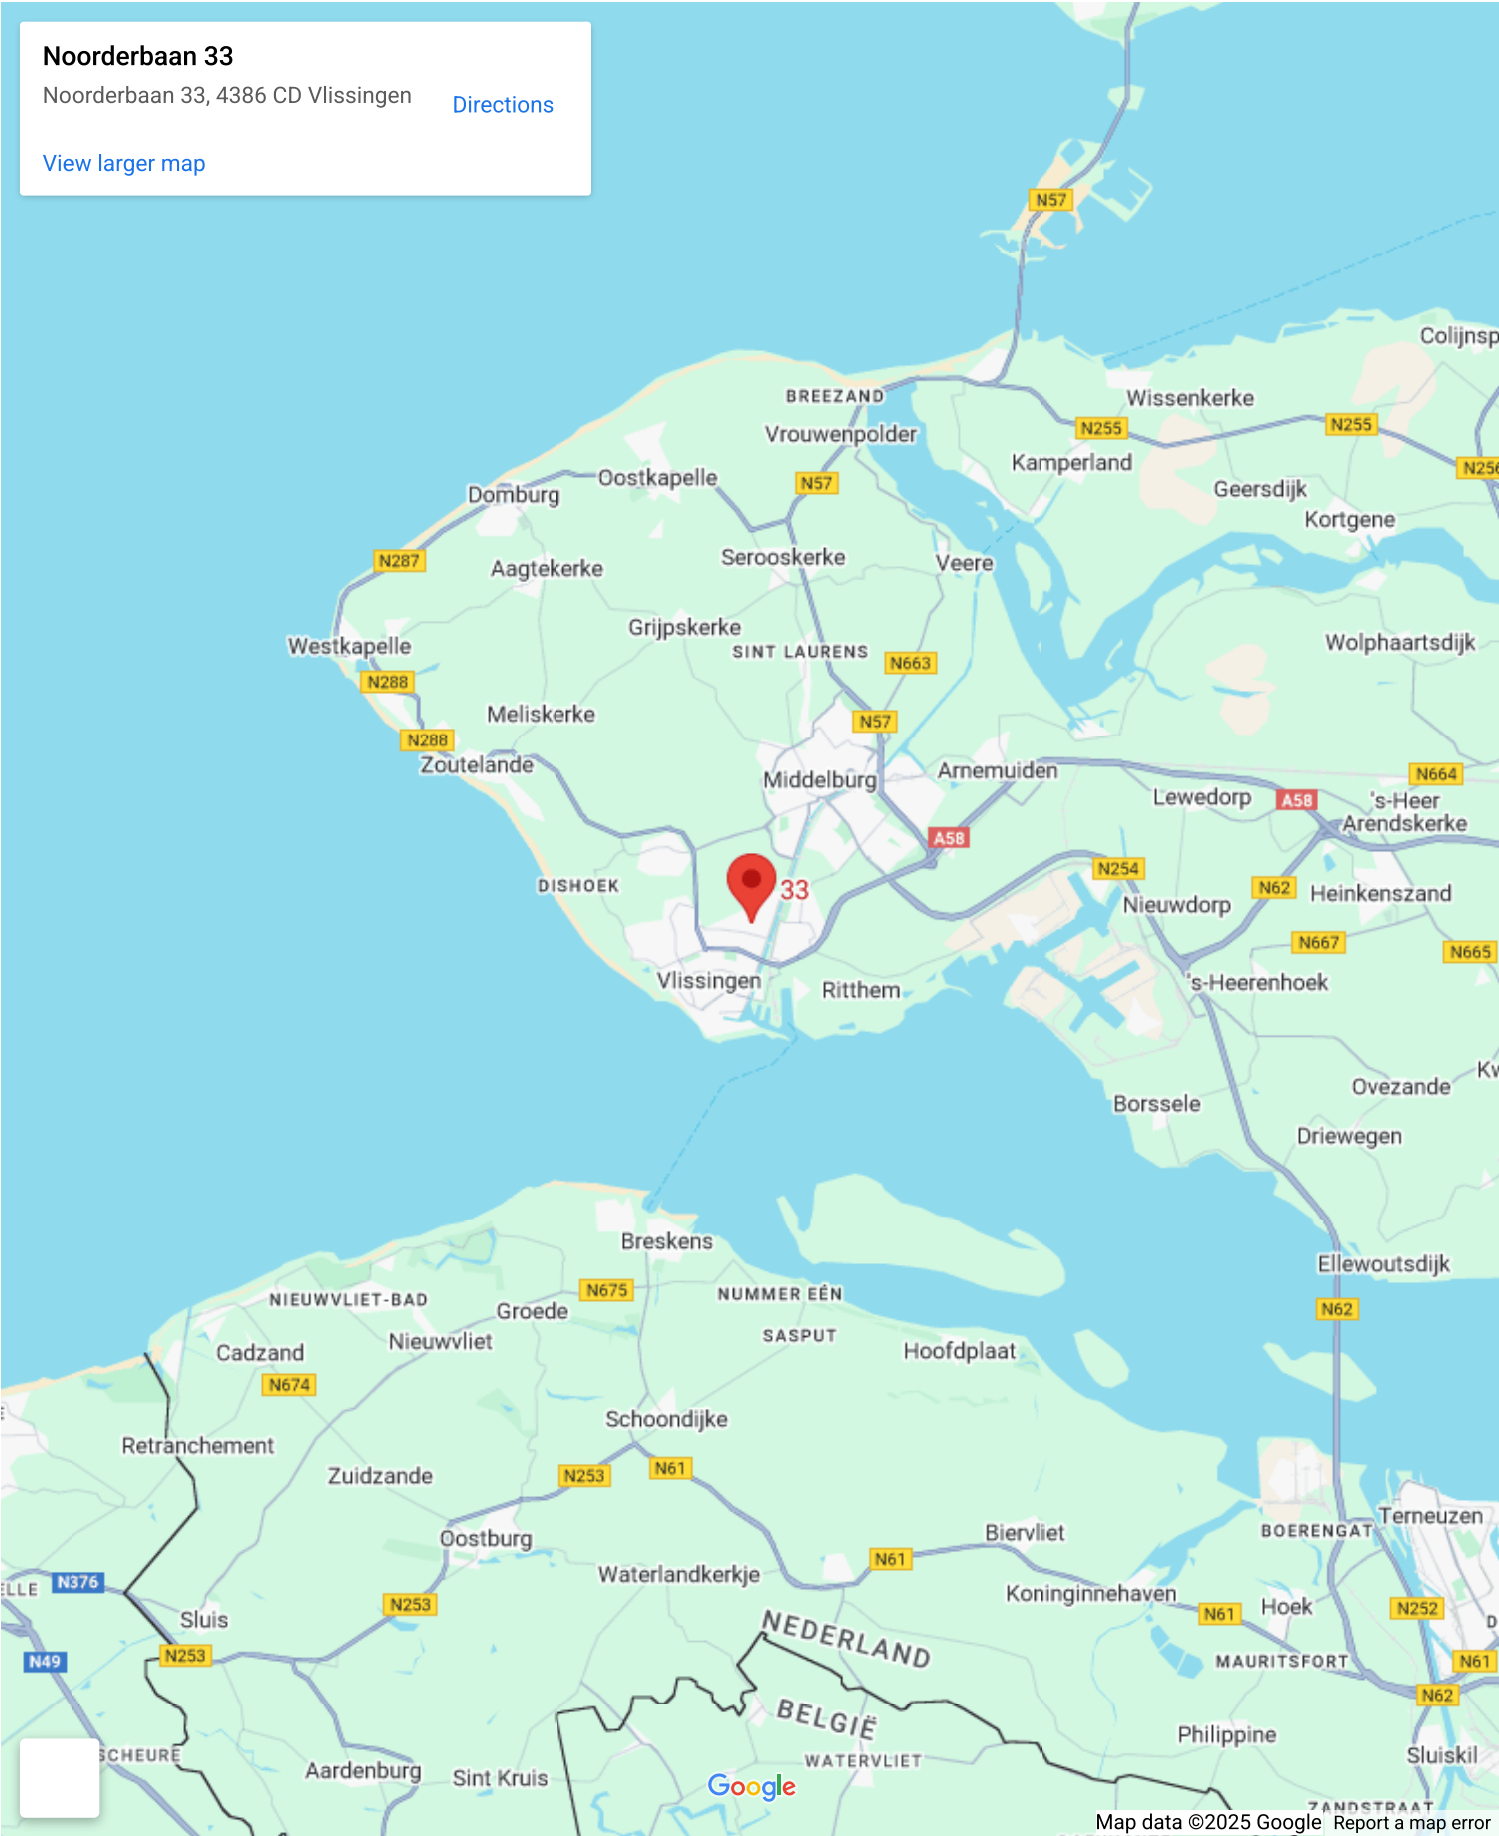 Noorderbaan 33
Noorderbaan 33, 4386 CD Vlissingen
Directions
View larger map
N57
Colijnsp
BREEZAND
Wissenkerke
Vrouwenpolder
N255
N255
Kamperland
N256
Oostkapelle
N57
Domburg
Geersdijk
Kortgene
N287
Aagtekerke
Serooskerke
Veere
Grijpskerke
Westkapelle
SINT LAURENS
N663
Wolphaartsdijk
N288
Meliskerke
N57
N288
Zoutelande
Middelburg
Arnemuiden
N664
Lewedorp
A58
's-Heer
Arendskerke
A58
DISHOEK
33
N254
N62
Heinkenszand
Nieuwdorp
N667
N665
Vlissingen
Ritthem
's-Heerenhoek
Kw
Ovezande
Borssele
Driewegen
Breskens
Ellewoutsdijk
N675
NUMMER EÉN
NIEUWVLIET-BAD
Groede
N62
Nieuwvliet
SASPUT
Cadzand
Hoofdplaat
N674
Schoondijke
Retranchement
Zuidzande
N253
N61
Terneuzen
Oostburg
Biervliet
BOERENGAT
N61
Waterlandkerkje
N376
ELLE
Koninginnehaven
N253
N61
Hoek
N252
Sluis
D
NEDERLAND
N253
N49
MAURITSFORT
N61
N62
BELGIË
Philippine
SCHEURE
WATERVLIET
Sluiskil
Aardenburg
Sint Kruis
Google
ZANDSTRAAT
Map data ©2025 Google
Report a map error